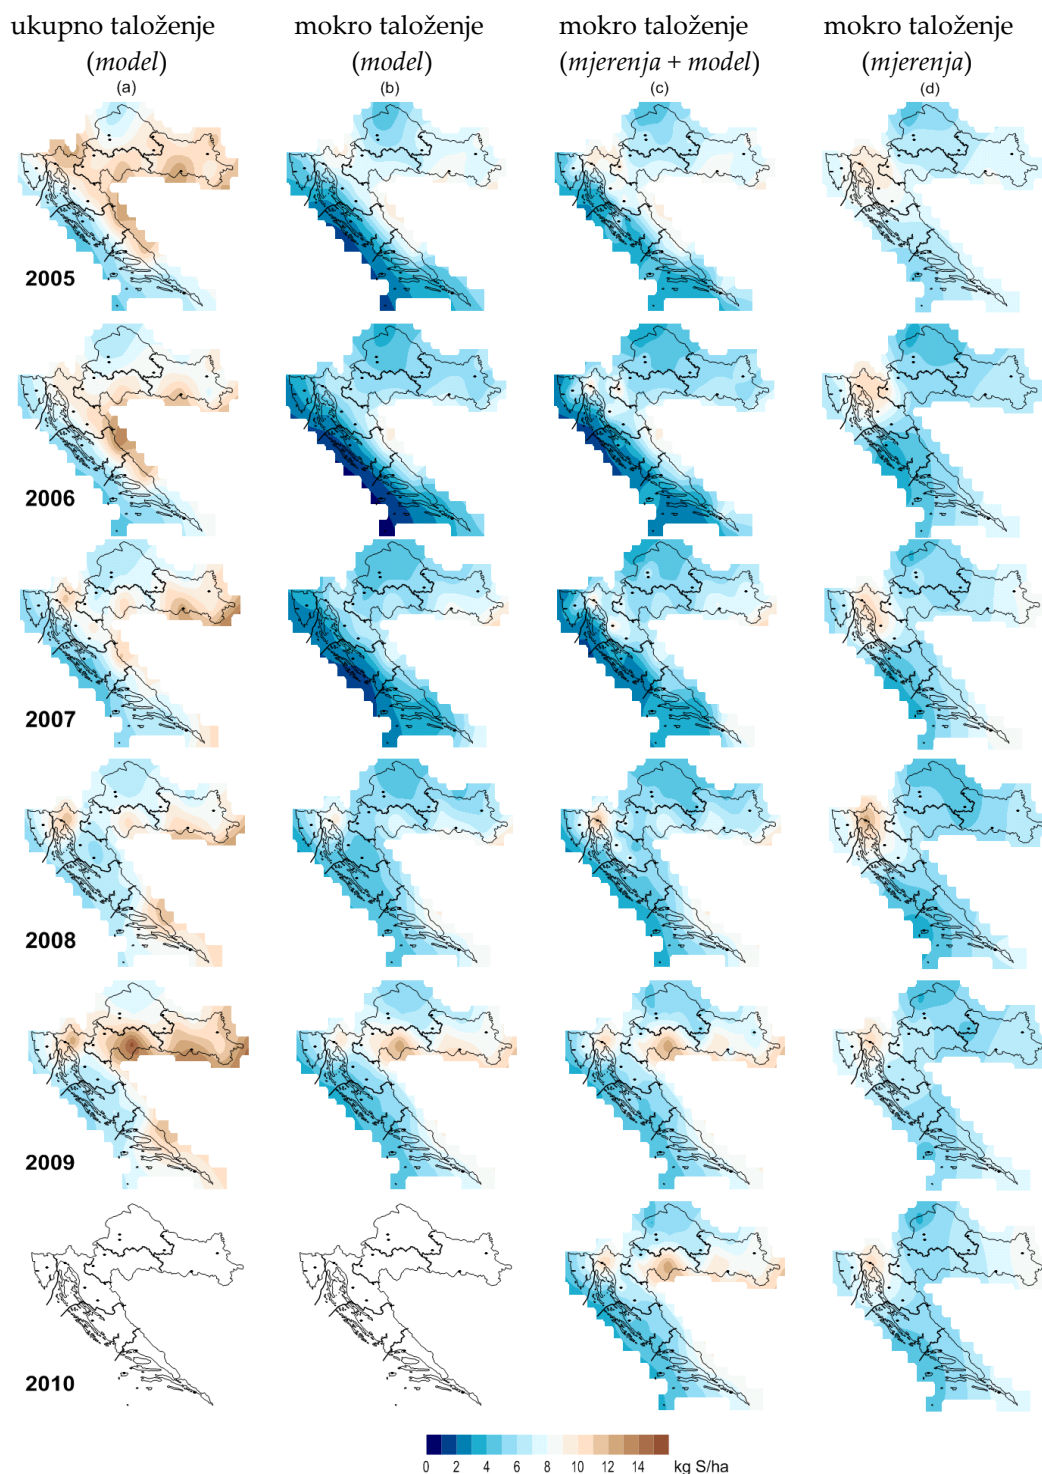 ukupno taloženje mokro taloženje mokro taloženje mokro taloženje
(model) (model) (mjerenja + model) (mjerenja)
(a) (b) (c) (d)
2005
2006
2007
2008
2009
2010
0 2 4 6 8 10 12 14 kg S/ha